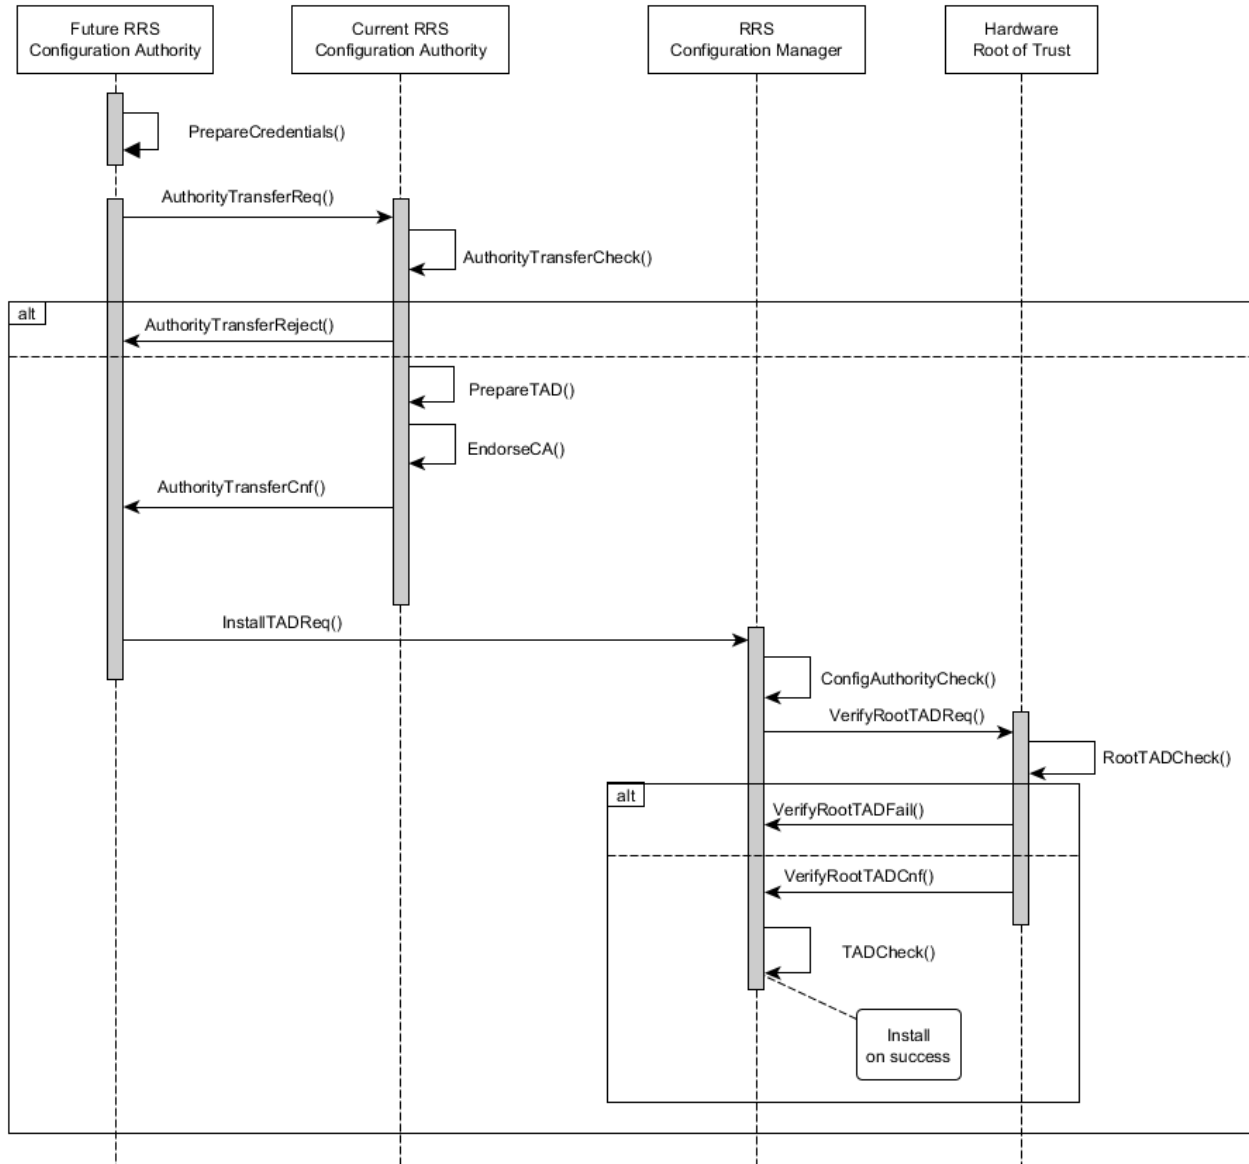 Future RRS
Configuration Authority
Current RRS
Configuration Authority
RRS
Configuration Manager
Hardware
Root of Trust
PrepareCredentials()
AuthorityTransferReq()
AuthorityTransferCheck()
alt
AuthorityTransferReject()
PrepareTAD()
EndorseCA()
AuthorityTransferCnf()
InstallTADReq()
ConfigAuthorityCheck()
VerifyRootTADReq()
RootTADCheck()
alt
VerifyRootTADFail()
VerifyRootTADCnf()
TADCheck()
Install
on success